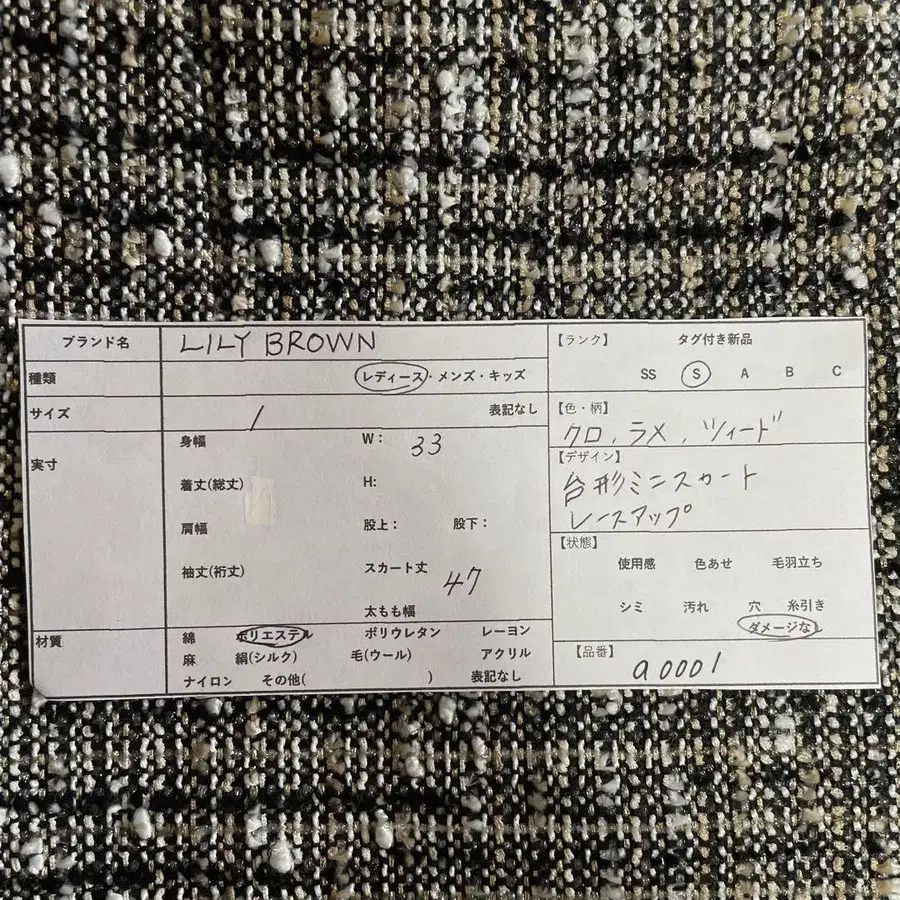 ブランド名 LILY BROWN
種類 レディース・メンズ・キッズ
サイズ 1 表記なし
実寸
身幅 W: 33
着丈(総丈) H:
肩幅 股上: 股下:
袖丈(裄丈) スカート丈 47
太もも幅
材質
綿 ポリエステル ポリウレタン レーヨン
麻 絹(シルク) 毛(ウール) アクリル
ナイロン その他( ) 表記なし
【ランク】 タグ付き新品
SS S A B C
【色・柄】
クロ、ラメ、ツイード
【デザイン】
台形ミニスカート
レースアップ
【状態】
使用感 色あせ 毛羽立ち
シミ 汚れ 穴 糸引き
ダメージなし
【品番】 a0001